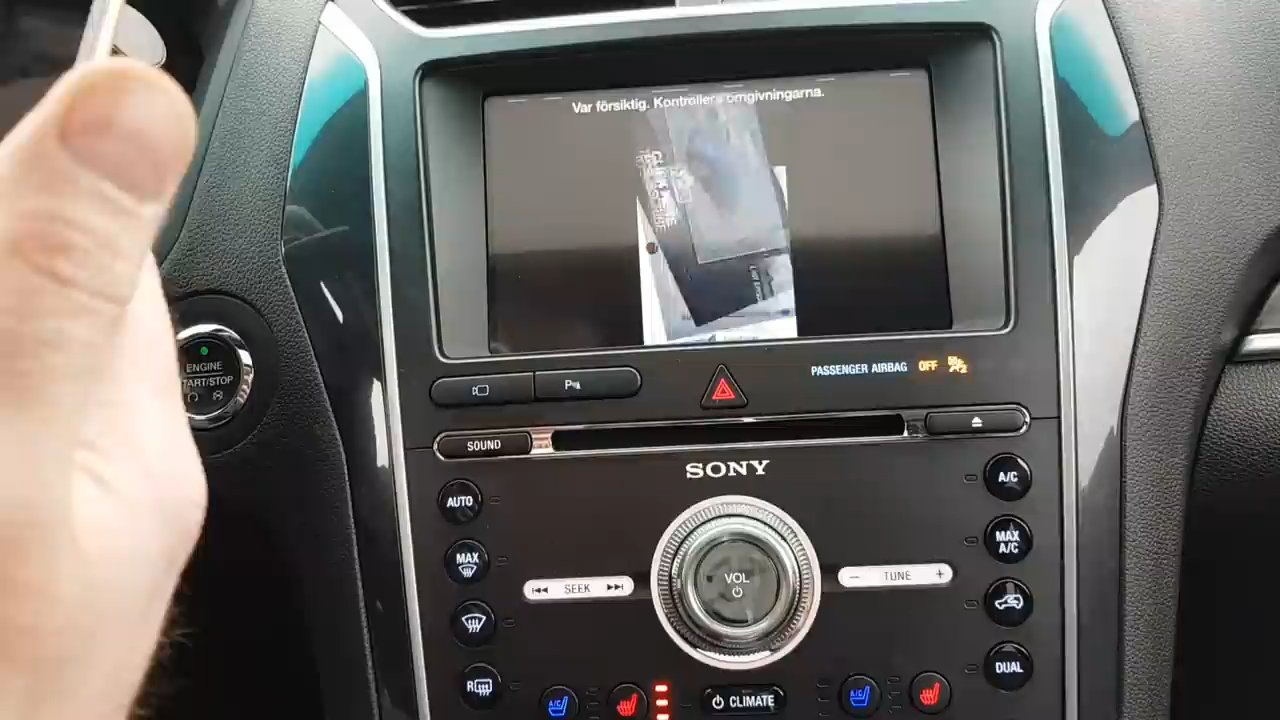 Var försiktig. Kontrollera omgivningarna.
ENGINE
START/STOP
PASSENGER AIRBAG OFF
SOUND
SONY
AUTO
A/C
MAX
MAX
A/C
SEEK
VOL
− TUNE +
R
DUAL
A/C
CLIMATE
A/C